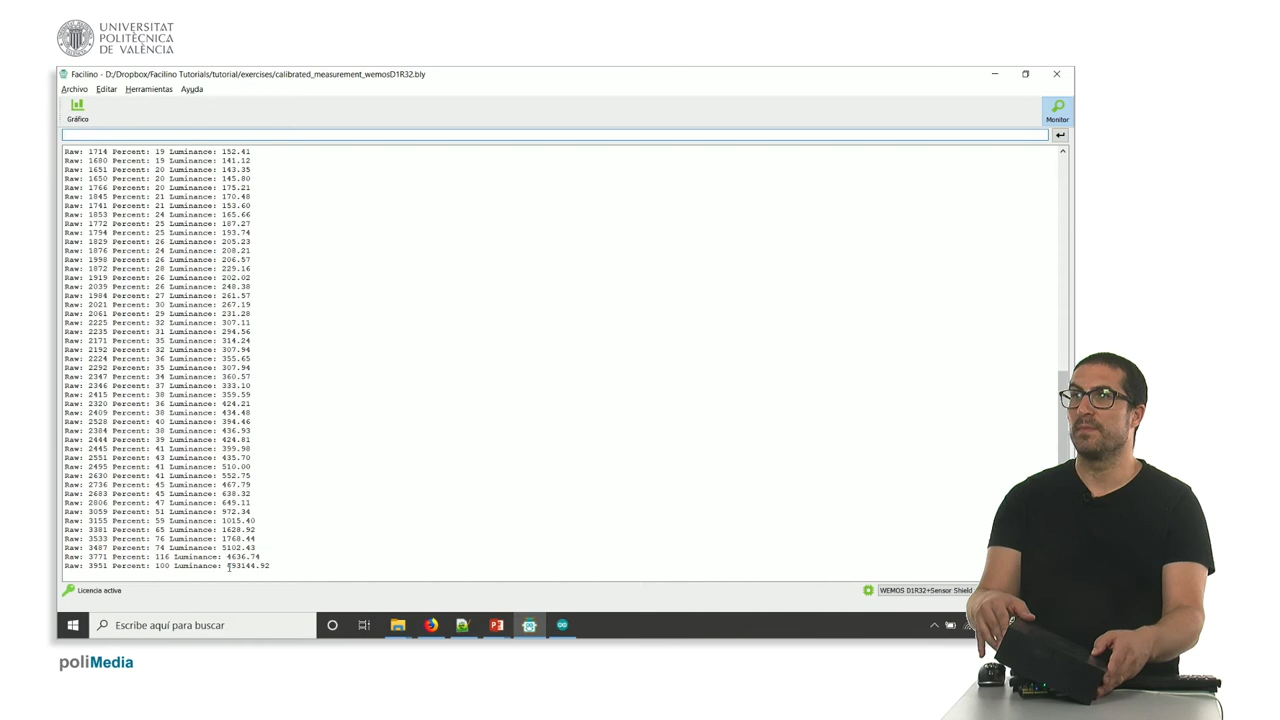 UNIVERSITAT
POLITÈCNICA
DE VALÈNCIA
Facilino - D:/Dropbox/Facilino Tutorials/tutorial/exercises/calibrated_measurement_wemosD1R32.bly
Archivo Editar Herramientas Ayuda
Gráfico
Monitor
Raw: 1714 Percent: 19 Luminance: 152.41
Raw: 1680 Percent: 19 Luminance: 141.12
Raw: 1651 Percent: 20 Luminance: 143.35
Raw: 1650 Percent: 20 Luminance: 145.80
Raw: 1766 Percent: 20 Luminance: 175.21
Raw: 1845 Percent: 21 Luminance: 170.48
Raw: 1741 Percent: 21 Luminance: 153.60
Raw: 1853 Percent: 24 Luminance: 165.66
Raw: 1772 Percent: 25 Luminance: 187.27
Raw: 1794 Percent: 25 Luminance: 193.74
Raw: 1829 Percent: 26 Luminance: 205.23
Raw: 1876 Percent: 24 Luminance: 208.21
Raw: 1998 Percent: 26 Luminance: 206.57
Raw: 1872 Percent: 28 Luminance: 229.16
Raw: 1919 Percent: 26 Luminance: 202.02
Raw: 2039 Percent: 26 Luminance: 248.38
Raw: 1984 Percent: 27 Luminance: 261.57
Raw: 2021 Percent: 30 Luminance: 267.19
Raw: 2061 Percent: 29 Luminance: 231.28
Raw: 2225 Percent: 32 Luminance: 307.11
Raw: 2235 Percent: 31 Luminance: 294.56
Raw: 2171 Percent: 35 Luminance: 314.24
Raw: 2192 Percent: 32 Luminance: 307.94
Raw: 2224 Percent: 36 Luminance: 355.65
Raw: 2292 Percent: 35 Luminance: 307.94
Raw: 2347 Percent: 34 Luminance: 360.57
Raw: 2346 Percent: 37 Luminance: 333.10
Raw: 2415 Percent: 38 Luminance: 359.59
Raw: 2320 Percent: 36 Luminance: 424.21
Raw: 2409 Percent: 38 Luminance: 434.48
Raw: 2528 Percent: 40 Luminance: 394.46
Raw: 2384 Percent: 38 Luminance: 436.93
Raw: 2444 Percent: 39 Luminance: 424.81
Raw: 2445 Percent: 41 Luminance: 399.98
Raw: 2551 Percent: 43 Luminance: 435.70
Raw: 2495 Percent: 41 Luminance: 510.00
Raw: 2630 Percent: 41 Luminance: 552.75
Raw: 2736 Percent: 45 Luminance: 467.79
Raw: 2683 Percent: 45 Luminance: 638.32
Raw: 2806 Percent: 47 Luminance: 649.11
Raw: 3059 Percent: 51 Luminance: 972.34
Raw: 3155 Percent: 59 Luminance: 1015.40
Raw: 3381 Percent: 65 Luminance: 1628.92
Raw: 3533 Percent: 76 Luminance: 1768.44
Raw: 3487 Percent: 74 Luminance: 5102.43
Raw: 3771 Percent: 116 Luminance: 4636.74
Raw: 3951 Percent: 100 Luminance:
Licencia activa
WEMOS D1R32+Sensor Shield
Escribe aquí para buscar
poliMedia